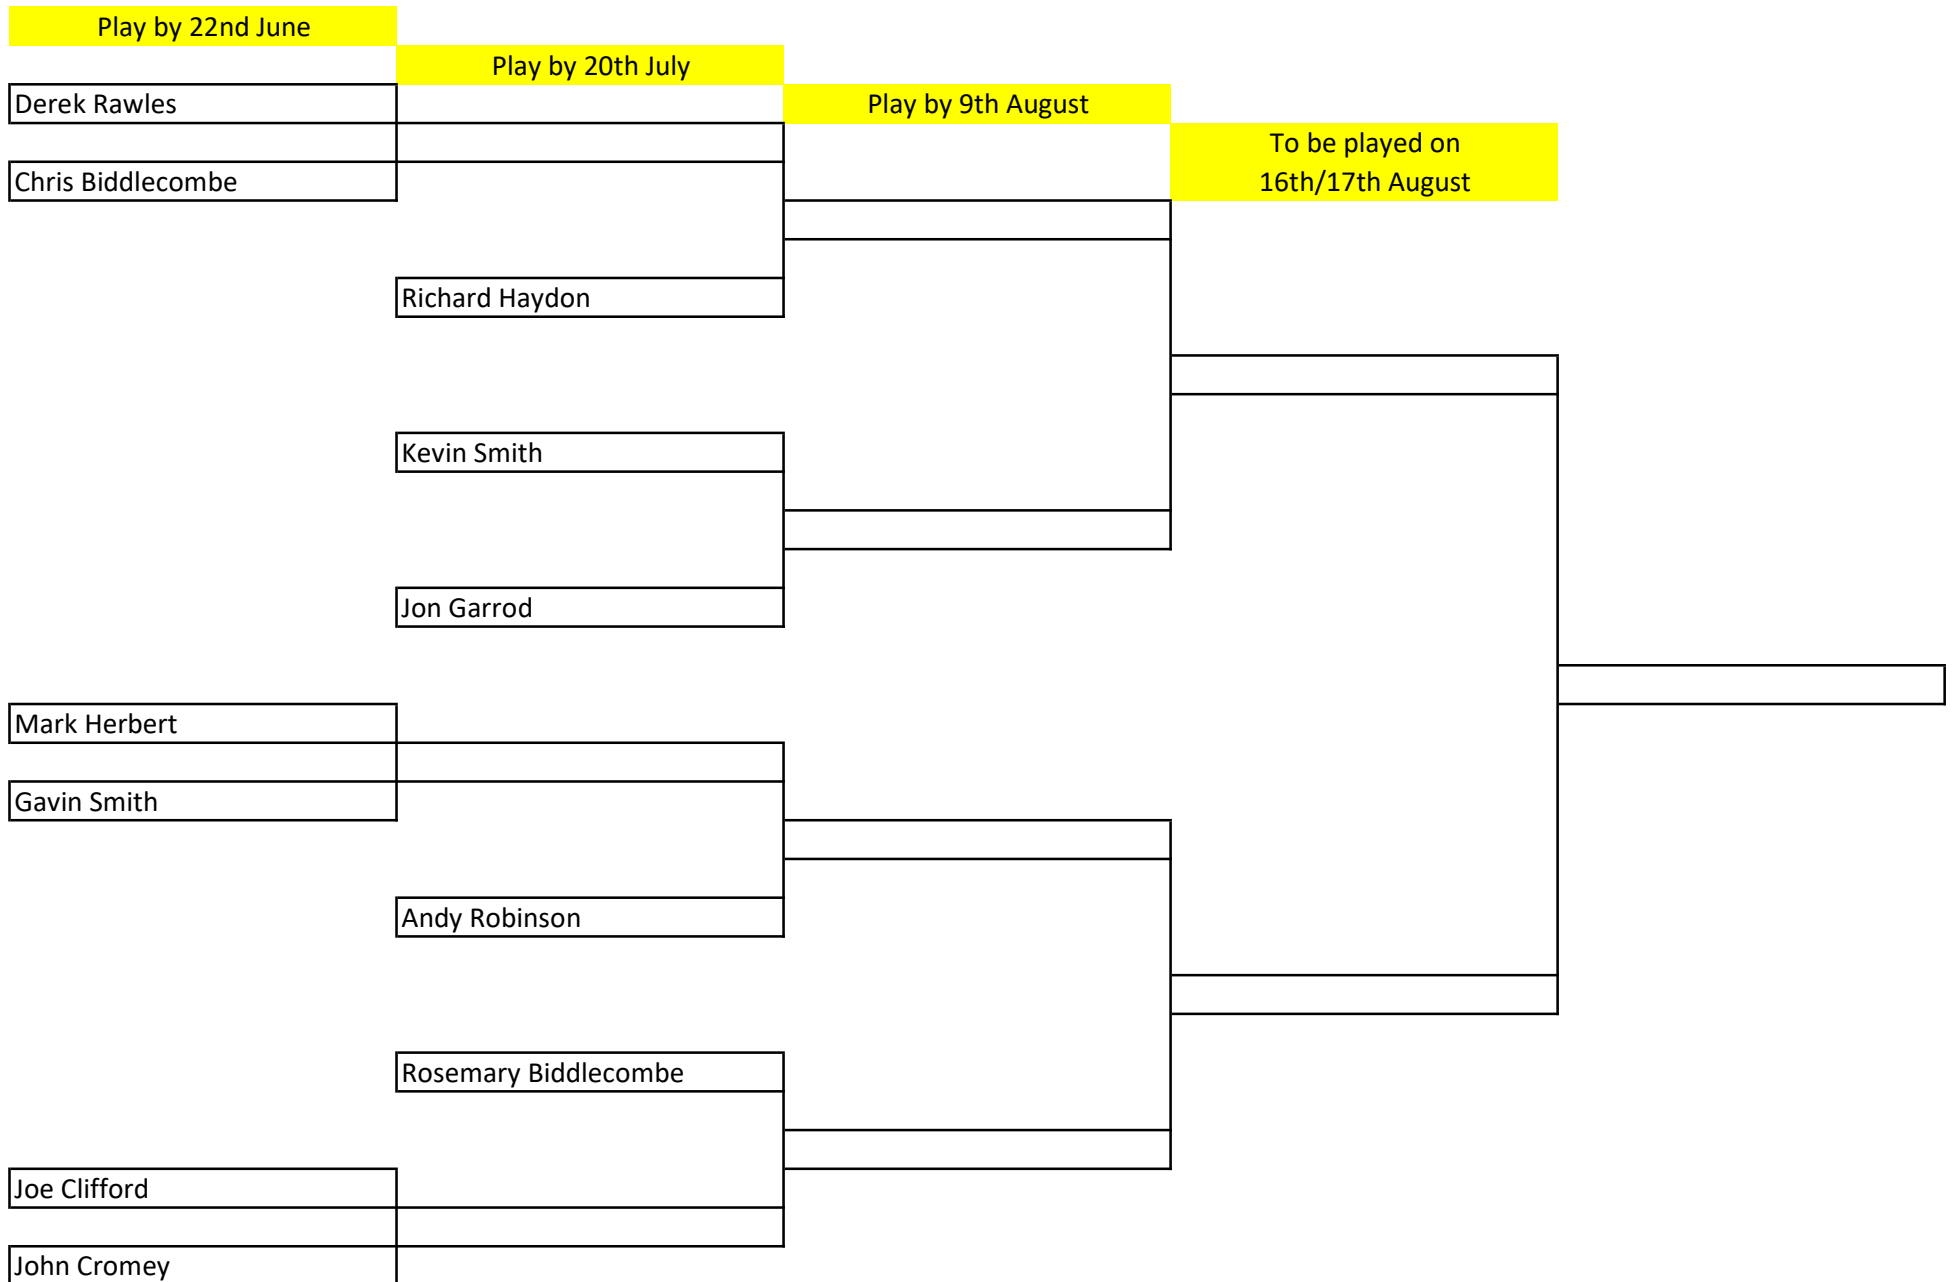 Play by 22nd June
Play by 20th July
Derek Rawles
Play by 9th August
To be played on
16th/17th August
Chris Biddlecombe
Richard Haydon
Kevin Smith
Jon Garrod
Mark Herbert
Gavin Smith
Andy Robinson
Rosemary Biddlecombe
Joe Clifford
John Cromey